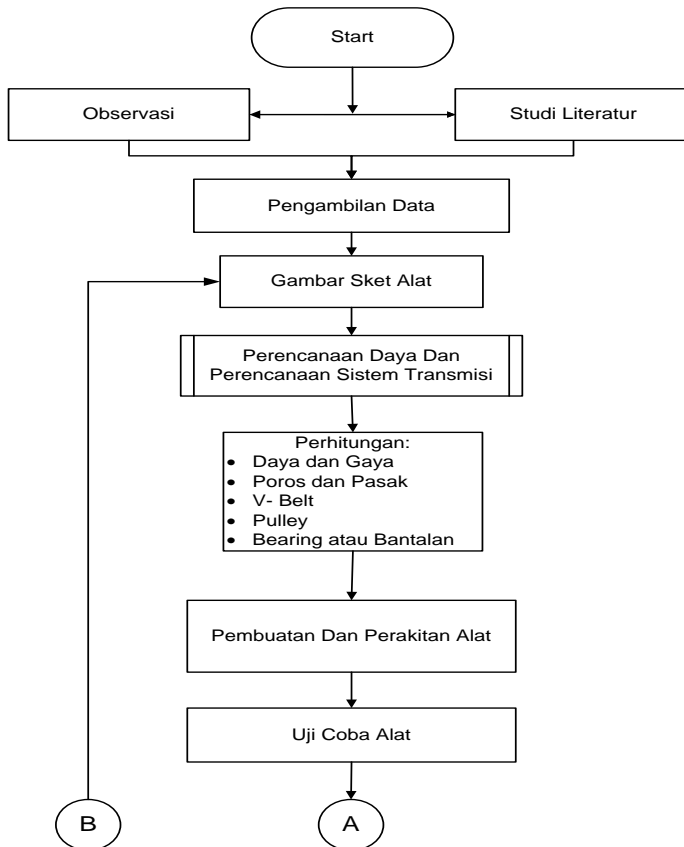 Start
Observasi
Studi Literatur
Pengambilan Data
Gambar Sket Alat
Perencanaan Daya Dan
Perencanaan Sistem Transmisi
Perhitungan:
• Daya dan Gaya
• Poros dan Pasak
• V- Belt
• Pulley
• Bearing atau Bantalan
Pembuatan Dan Perakitan Alat
Uji Coba Alat
B
A